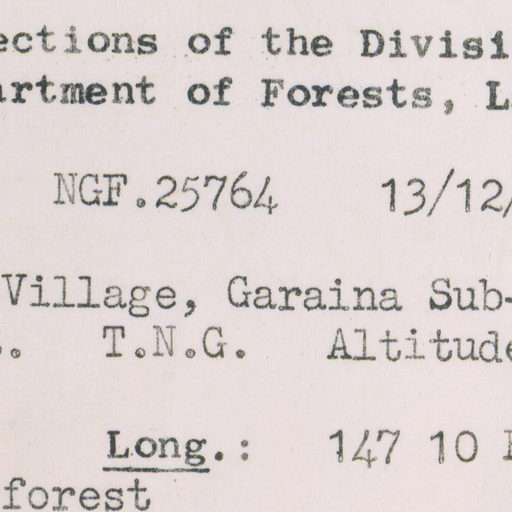 ections of the Divisi
artment of Forests, L
NGF.25764 13/12/
Village, Garaina Sub-
. T.N.G. Altitude
Long.: 147 10
forest